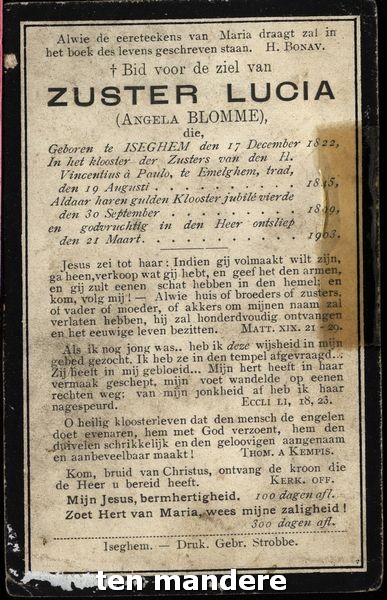 Alwie de eereteekens van Maria draagt zal in
het boek des levens geschreven staan. H. Bonav.
† Bid voor de ziel van
ZUSTER LUCIA
(Angela BLOMME),
die,
Geboren te ISEGHEM den 17 December 1822,
In het klooster der Zusters van den H.
Vincentius à Paulo, te Emelghem, trad,
den 19 Augusti . . . . . . . . . 1845,
Aldaar haren gulden Klooster jubilé vierde
den 30 September . . . . . . . . 1899,
en godvruchtig in den Heer ontsliep
den 21 Maart. . . . . . . . . . 1903.
Jesus zei tot haar: Indien gij volmaakt wilt zijn,
ga heen, verkoop wat gij hebt, en geef het den armen,
en gij zult eenen schat hebben in den hemel; en
kom, volg mij! — Alwie huis of broeders of zusters,
of vader of moeder, of akkers om mijnen naam zal
verlaten hebben, hij zal honderdvoudig ontvangen
en het eeuwige leven bezitten. Matt. xix. 21 - 29.
Als ik nog jong was.. heb ik deze wijsheid in mijn
gebed gezocht. Ik heb ze in den tempel afgevraagd...
Zij heelt in mij gebloeid... Mijn hert heeft in haar
vermaak geschept, mijn voet wandelde op eenen
rechten weg: van mijn jonkheid af heb ik haar
nagespeurd. Eccli li, 18, 23.
O heilig kloosterleven dat den mensch de engelen
doet evenaren, hem met God verzoent, hem den
duivelen schrikkelijk en den geloovigen aangenaam
en aanbeveelbaar maakt! Thom. a Kempis.
Kom, bruid van Christus, ontvang de kroon die
de Heer u bereid heeft. Kerk. off.
Mijn Jesus, bermhertigheid. 100 dagen afl.
Zoet Hert van Maria, wees mijne zaligheid!
300 dagen afl.
Iseghem. — Druk. Gebr. Strobbe.
ten mandere